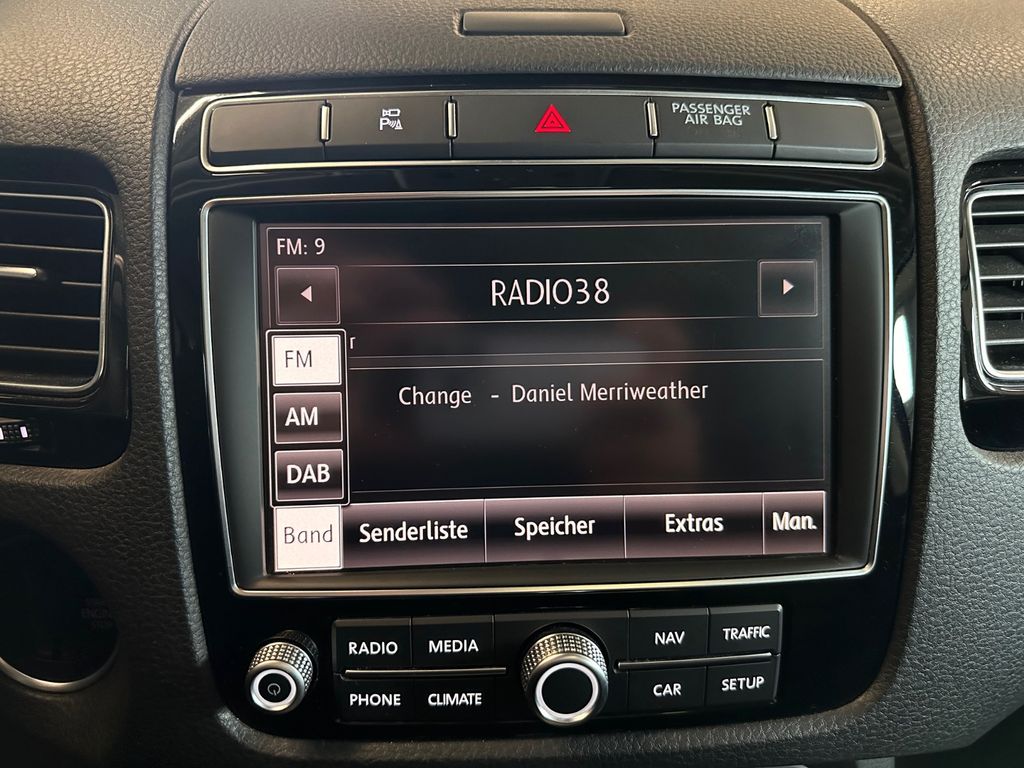 P
PASSENGER
AIR BAG
FM: 9
RADIO38
r
FM
Change - Daniel Merriweather
AM
DAB
Band Senderliste Speicher Extras Man.
RADIO MEDIA NAV TRAFFIC
PHONE CLIMATE CAR SETUP